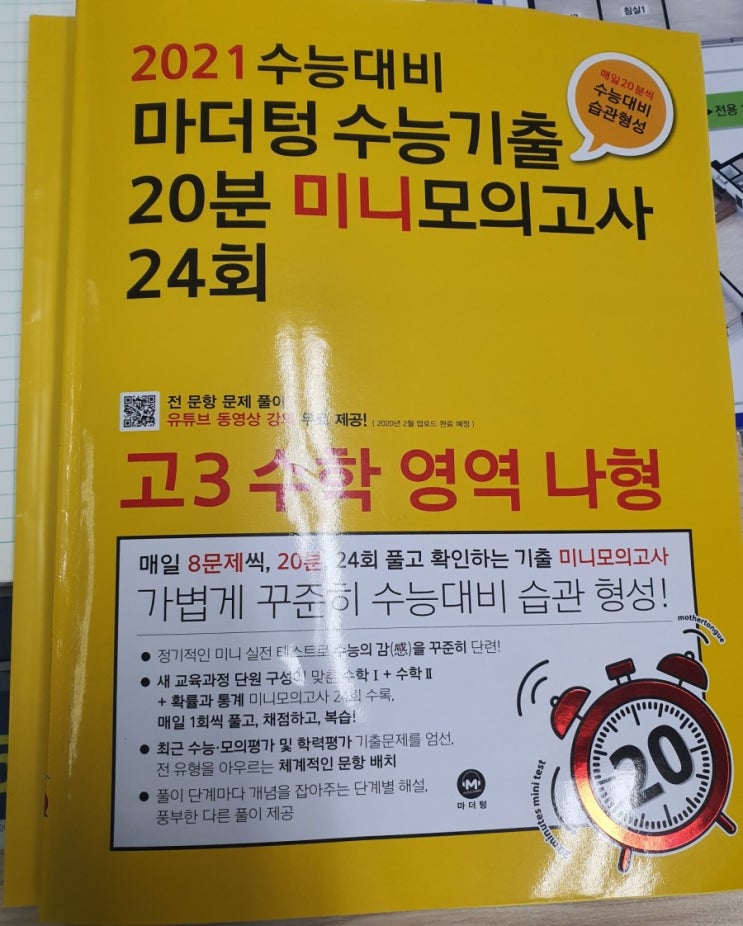 침실1
전용
2021 수능대비
마더텅 수능기출
20분 미니모의고사
24회
매일20분씩
수능대비
습관형성
전 문항 문제 풀이
유튜브 동영상 강의 무료 제공! ( 2020년 2월 업로드 완료 예정 )
고3 수학 영역 나형
매일 8문제씩, 20분, 24회 풀고 확인하는 기출 미니모의고사
가볍게 꾸준히 수능대비 습관 형성!
● 정기적인 미니 실전 테스트로 수능의 감(感)을 꾸준히 단련!
● 새 교육과정 단원 구성에 맞춘 수학 I + 수학 II
+ 확률과 통계 미니모의고사 24회 수록,
매일 1회씩 풀고, 채점하고, 복습!
● 최근 수능·모의평가 및 학력평가 기출문제를 엄선,
전 유형을 아우르는 체계적인 문항 배치
● 풀이 단계마다 개념을 잡아주는 단계별 해설,
풍부한 다른 풀이 제공
M
마더텅
mothertongue
20
20 minutes mini test